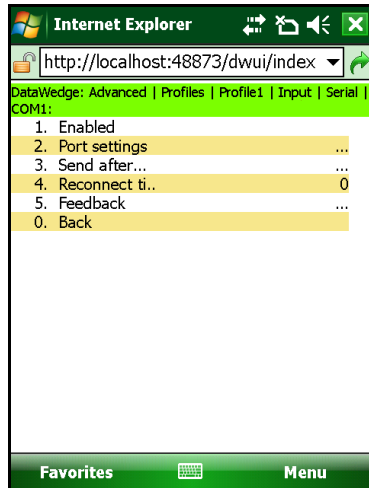 Internet Explorer
http://localhost:48873/dwui/index
DataWedge: Advanced | Profiles | Profile1 | Input | Serial |
COM1:
1. Enabled
2. Port settings ...
3. Send after... ...
4. Reconnect ti.. 0
5. Feedback ...
0. Back
Favorites Menu